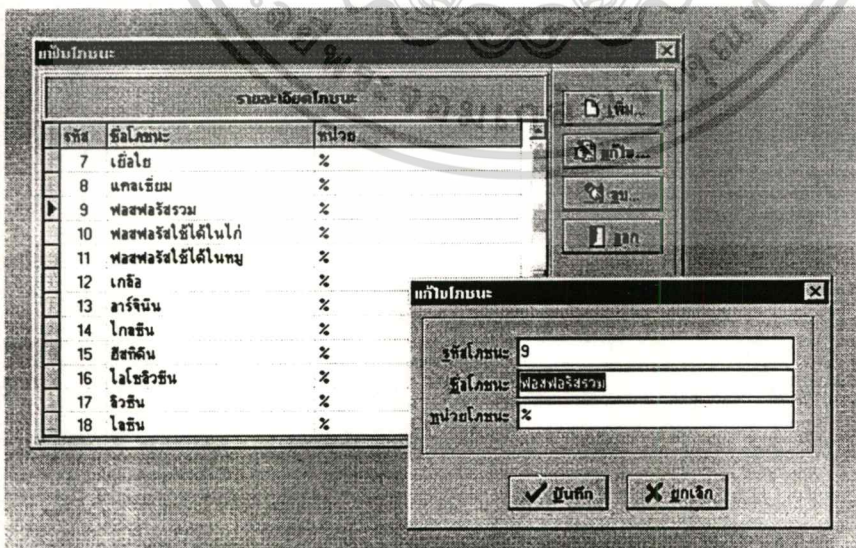 แฟ้มโภชนะ
รายละเอียดโภชนะ
รหัส ชื่อโภชนะ หน่วย
7 เยื่อใย %
8 แคลเซี่ยม %
9 ฟอสฟอรัสรวม %
10 ฟอสฟอรัสใช้ได้ในไก่ %
11 ฟอสฟอรัสใช้ได้ในหมู %
12 เกลือ %
13 อาร์จินิน %
14 ไกลซีน %
15 ฮีสทิดีน %
16 ไอโซลิวซีน %
17 ลิวซีน %
18 ไลซีน %
เพิ่ม...
แก้ไข...
ลบ...
ออก
แก้ไขโภชนะ
รหัสโภชนะ 9
ชื่อโภชนะ ฟอสฟอรัสรวม
หน่วยโภชนะ %
บันทึก ยกเลิก